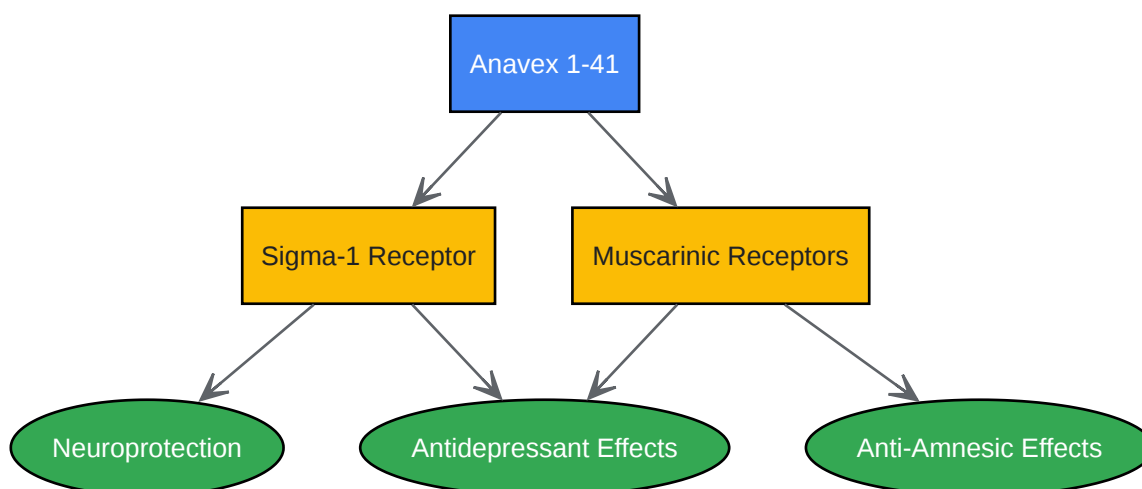 Anavex 1-41
Sigma-1 Receptor
Muscarinic Receptors
Neuroprotection
Antidepressant Effects
Anti-Amnesic Effects